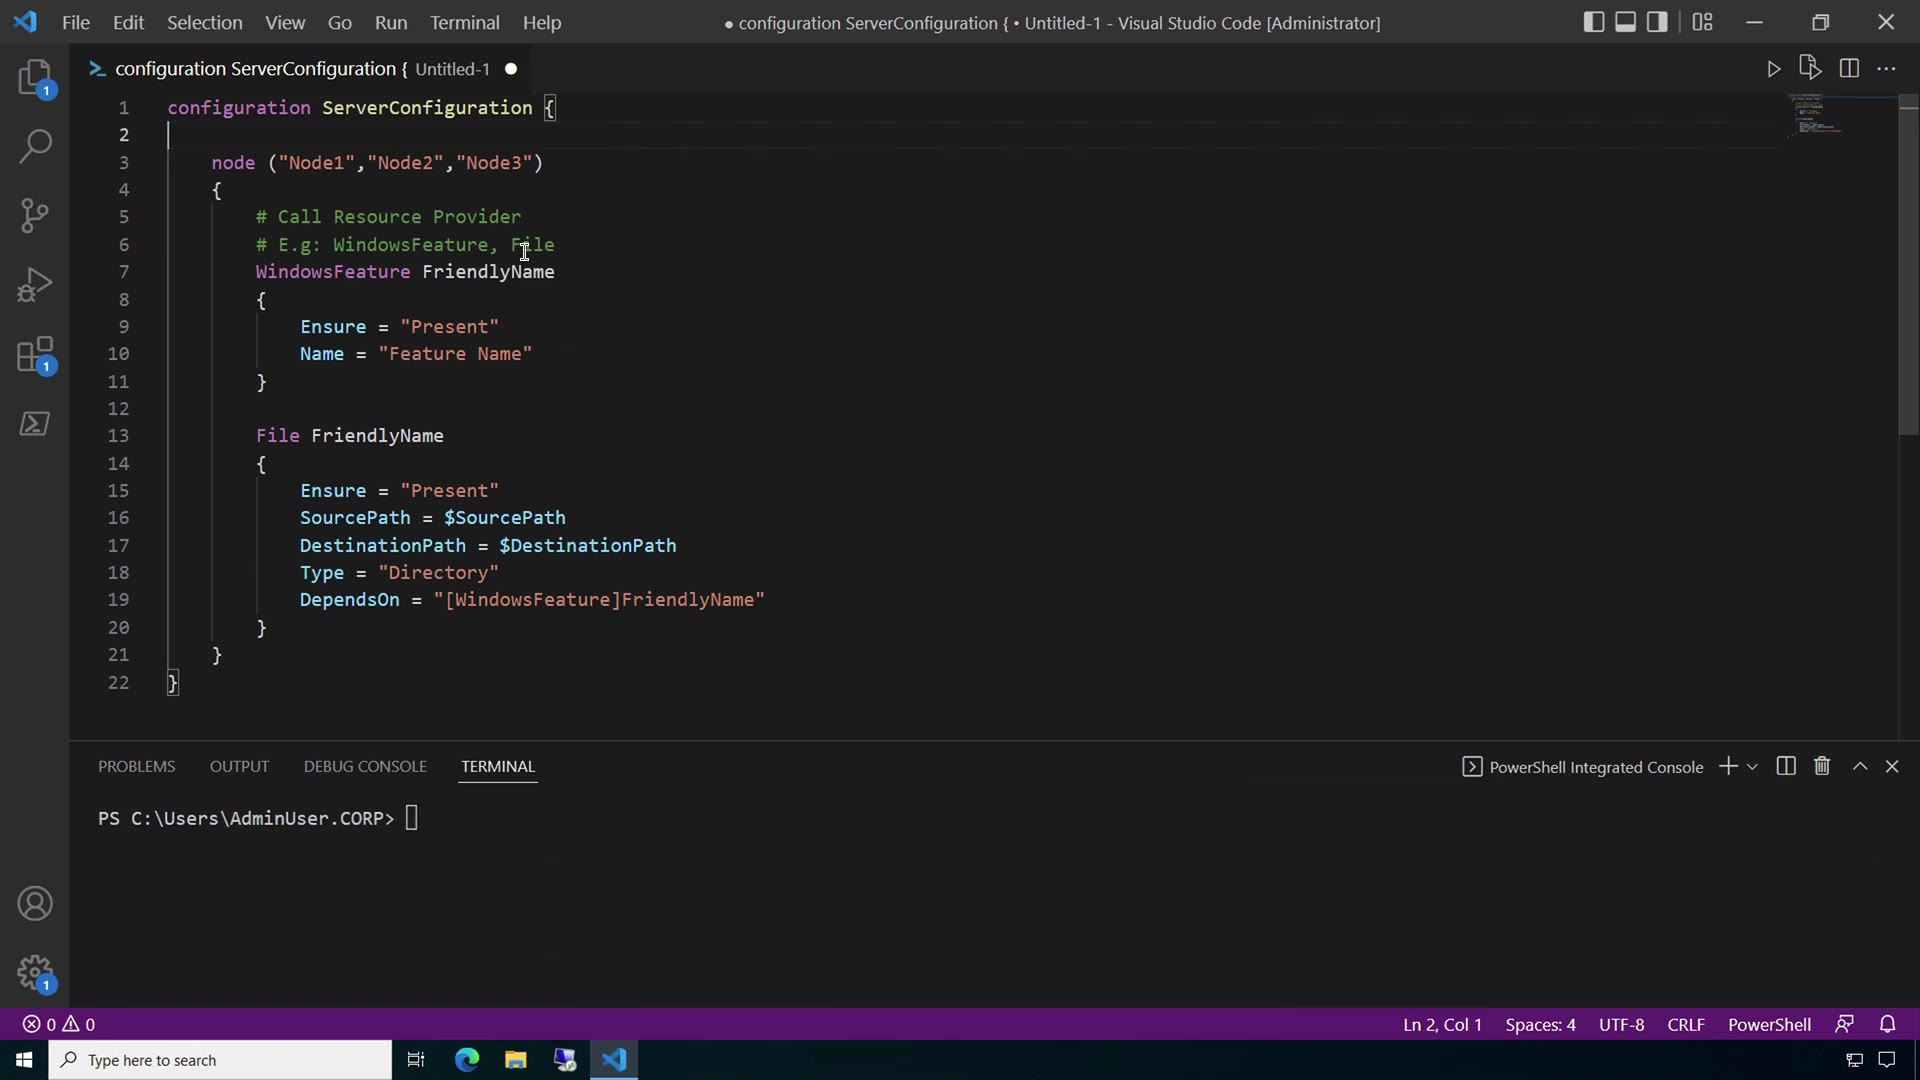 File Edit Selection View Go Run Terminal Help
● configuration ServerConfiguration { • Untitled-1 - Visual Studio Code [Administrator]
configuration ServerConfiguration { Untitled-1 ●
1 configuration ServerConfiguration {
2
3 node ("Node1","Node2","Node3")
4 {
5 # Call Resource Provider
6 # E.g: WindowsFeature, File
7 WindowsFeature FriendlyName
8 {
9 Ensure = "Present"
10 Name = "Feature Name"
11 }
12
13 File FriendlyName
14 {
15 Ensure = "Present"
16 SourcePath = $SourcePath
17 DestinationPath = $DestinationPath
18 Type = "Directory"
19 DependsOn = "[WindowsFeature]FriendlyName"
20 }
21 }
22 }
1
1
1
PROBLEMS OUTPUT DEBUG CONSOLE TERMINAL PowerShell Integrated Console
PS C:\Users\AdminUser.CORP>
0 0 Ln 2, Col 1 Spaces: 4 UTF-8 CRLF PowerShell
Type here to search